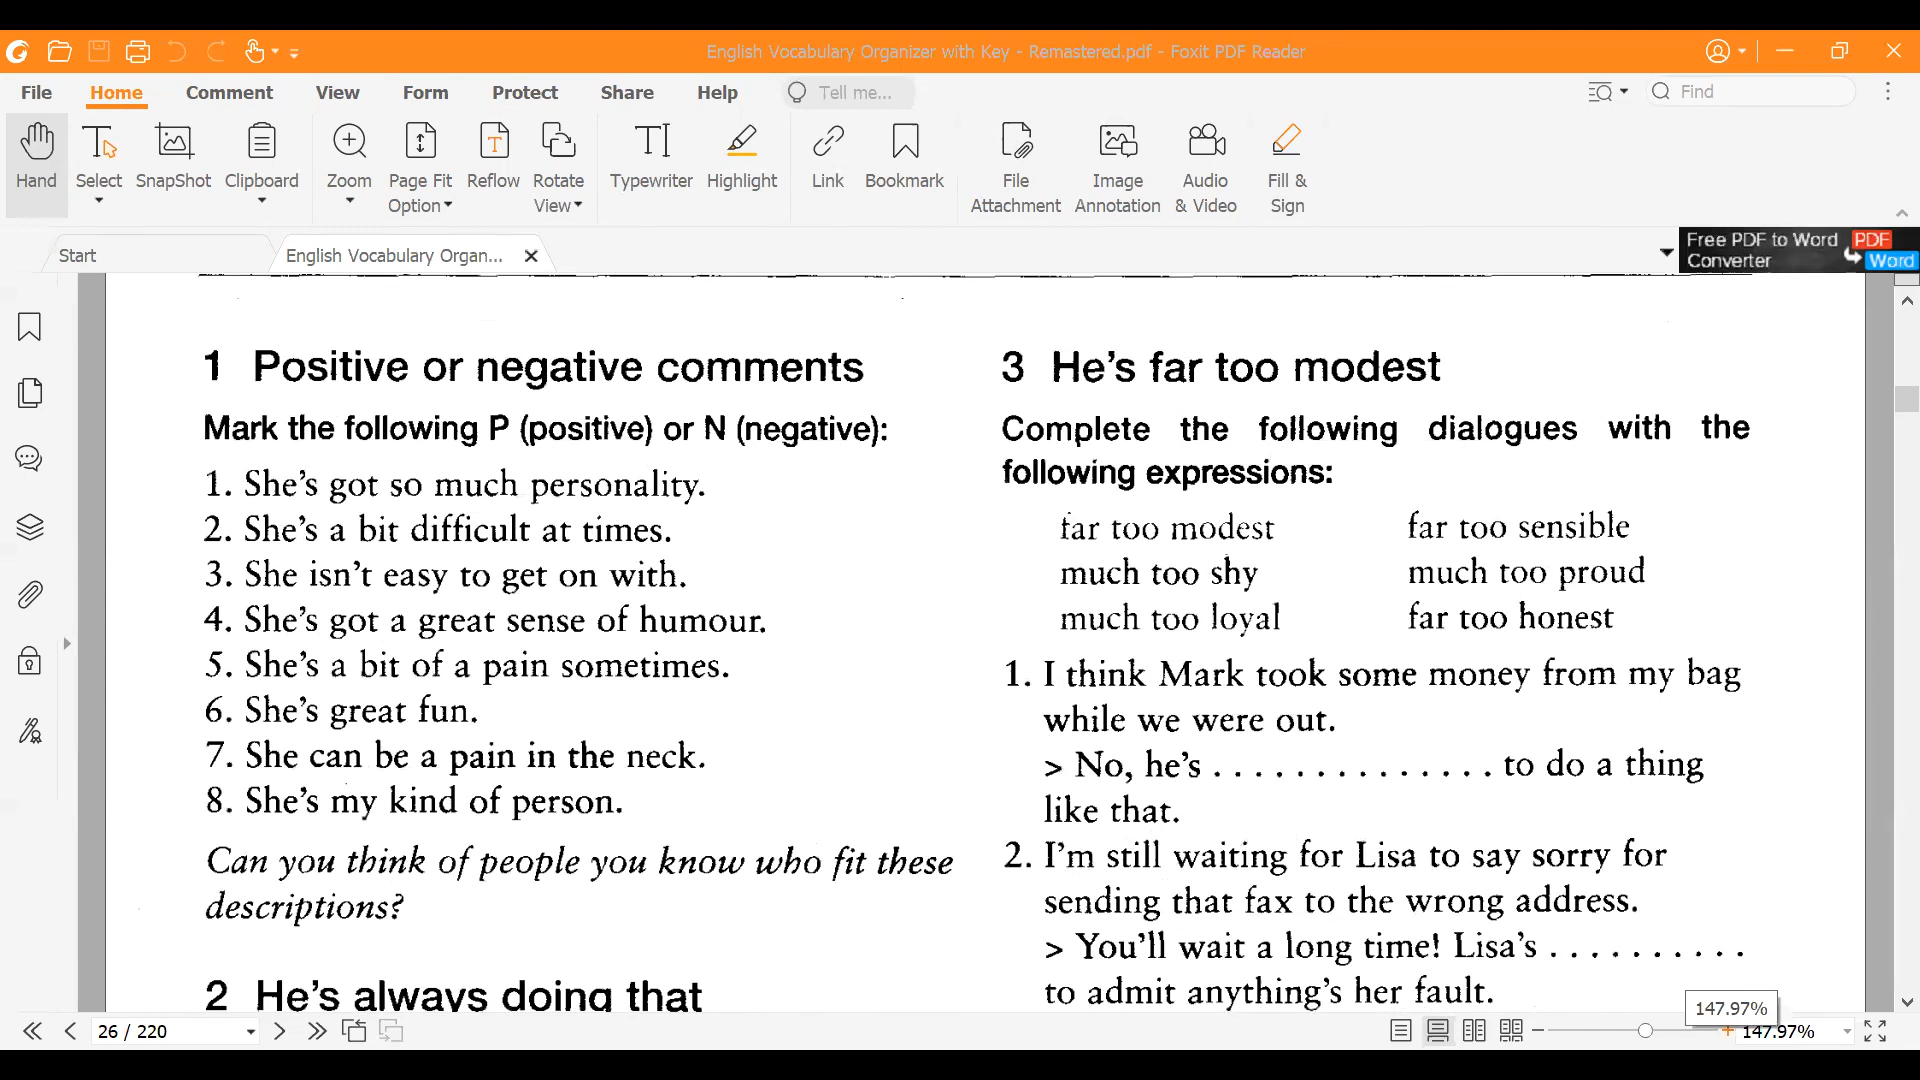 English Vocabulary Organizer with Key - Remastered.pdf - Foxit PDF Reader
File Home Comment View Form Protect Share Help Tell me... Find
Hand Select SnapShot Clipboard Zoom Page Fit Option Reflow Rotate View Typewriter Highlight Link Bookmark File Attachment Image Annotation Audio & Video Fill & Sign
Start English Vocabulary Organ...
Free PDF to Word PDF
Converter Word
1 Positive or negative comments
Mark the following P (positive) or N (negative):
1. She's got so much personality.
2. She's a bit difficult at times.
3. She isn't easy to get on with.
4. She's got a great sense of humour.
5. She's a bit of a pain sometimes.
6. She's great fun.
7. She can be a pain in the neck.
8. She's my kind of person.
Can you think of people you know who fit these
descriptions?
2 He's always doing that
3 He's far too modest
Complete the following dialogues with the
following expressions:
far too modest far too sensible
much too shy much too proud
much too loyal far too honest
1. I think Mark took some money from my bag
while we were out.
> No, he's . . . . . . . . . . . . . . to do a thing
like that.
2. I'm still waiting for Lisa to say sorry for
sending that fax to the wrong address.
> You'll wait a long time! Lisa's . . . . . . . . . .
to admit anything's her fault.
147.97%
26 / 220 147.97%